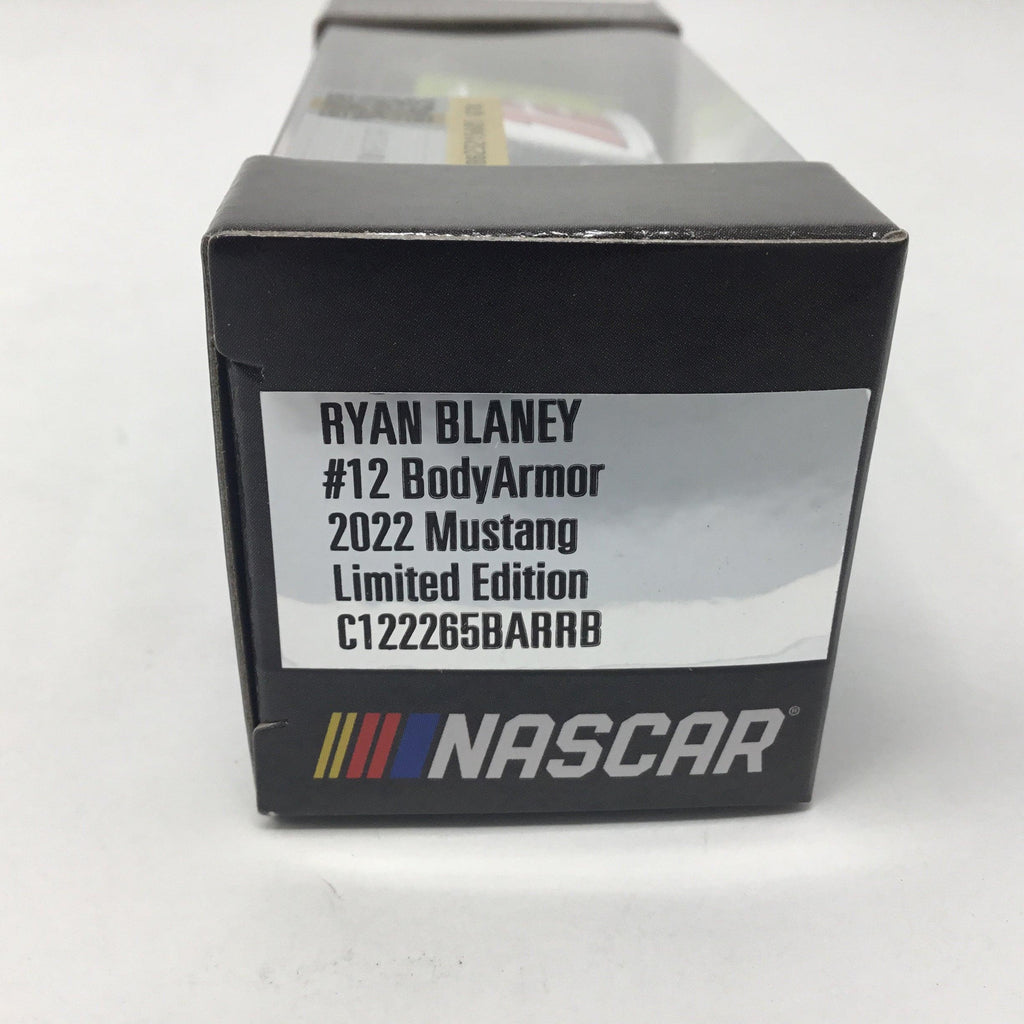 RYAN BLANEY
#12 BodyArmor
2022 Mustang
Limited Edition
C122265BARRB
NASCAR®